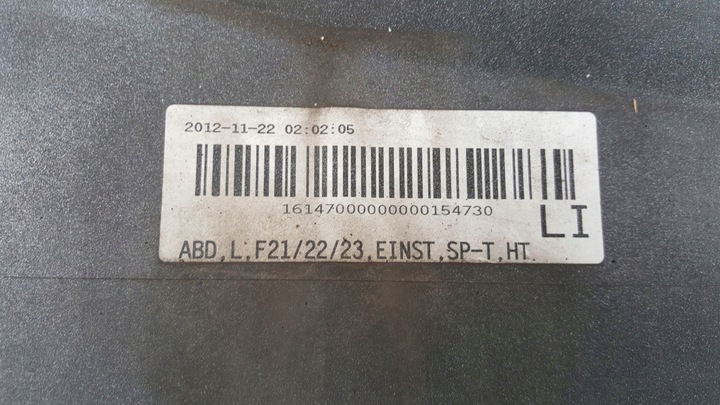 2012-11-22 02:02:05
16147000000000154730
LI
ABD,L,F21/22/23,EINST,SP-T,HT